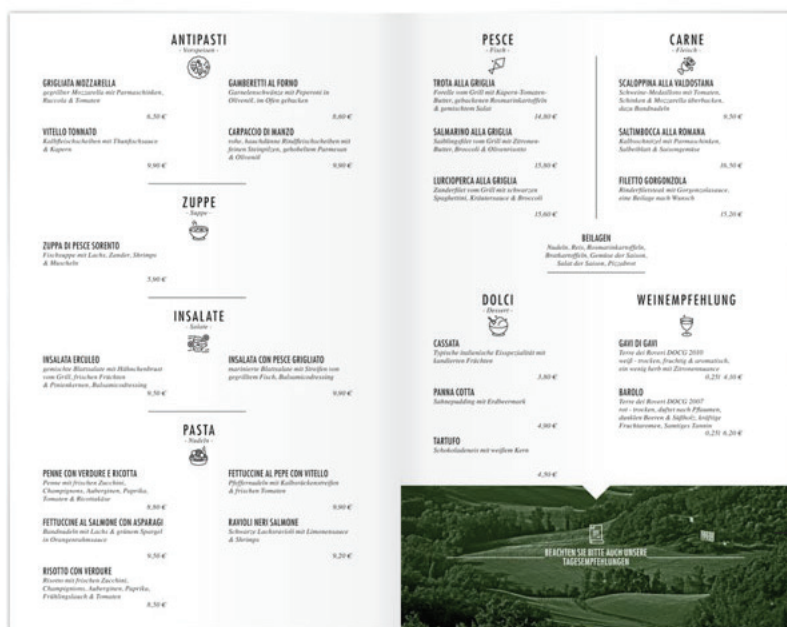 ANTIPASTI
- Vorspeisen -
GRIGLIATA MOZZARELLA
gegrillter Mozzarella mit Parmaschinken,
Ruccola & Tomaten
8,50 €
VITELLO TONNATO
Kalbfleischscheiben mit Thunfischsauce
& Kapern
9,90 €
GAMBERETTI AL FORNO
Garnelenschwänze mit Peperoni in
Olivenöl, im Ofen gebacken
8,60 €
CARPACCIO DI MANZO
rohe, hauchdünne Rindfleischscheiben mit
feinen Steinpilzen, gehobeltem Parmesan
& Olivenöl
9,90 €
ZUPPE
- Suppe -
ZUPPA DI PESCE SORENTO
Fischsuppe mit Lachs, Zander, Shrimps
& Muscheln
5,90 €
INSALATE
- Salate -
INSALATA ERCULEO
gemischte Blattsalate mit Hähnchenbrust
vom Grill, frischen Früchten
& Pinienkernen, Balsamicodressing
9,50 €
INSALATA CON PESCE GRIGLIATO
marinierte Blattsalate mit Streifen von
gegrilltem Fisch, Balsamicodressing
9,90 €
PASTA
- Nudeln -
PENNE CON VERDURE E RICOTTA
Penne mit frischen Zucchini,
Champignons, Auberginen, Paprika,
Tomaten & Ricottakäse
8,80 €
FETTUCCINE AL SALMONE CON ASPARAGI
Bandnudeln mit Lachs & grünem Spargel
in Orangenrahmsauce
9,50 €
RISOTTO CON VERDURE
Risotto mit frischen Zucchini,
Champignons, Auberginen, Paprika,
Frühlingslauch & Tomaten
8,50 €
FETTUCCINE AL PEPE CON VITELLO
Pfeffernudeln mit Kalbsrückenstreifen
& frischen Tomaten
9,90 €
RAVIOLI NERI SALMONE
Schwarze Lachsravioli mit Limonensauce
& Shrimps
9,20 €
PESCE
- Fisch -
TROTA ALLA GRIGLIA
Forelle vom Grill mit Kapern-Tomaten-
Butter, gebackenen Rosmarinkartoffeln
& gemischtem Salat
14,80 €
SALMARINO ALLA GRIGLIA
Saiblingsfilet vom Grill mit Zitronen-
Butter, Broccoli & Olivenrisotto
15,80 €
LURCIOPERCA ALLA GRIGLIA
Zanderfilet vom Grill mit schwarzen
Spaghettini, Kräutersauce & Broccoli
15,60 €
CARNE
- Fleisch -
SCALOPPINA ALLA VALDOSTANA
Schweine-Medaillons mit Tomaten,
Schinken & Mozzarella überbacken,
dazu Bandnudeln
9,50 €
SALTIMBOCCA ALLA ROMANA
Kalbsschnitzel mit Parmaschinken,
Salbeiblatt & Saisongemüse
16,50 €
FILETTO GORGONZOLA
Rinderfiletsteak mit Gorgonzolasauce,
eine Beilage nach Wunsch
15,20 €
BEILAGEN
Nudeln, Reis, Rosmarinkartoffeln,
Bratkartoffeln, Gemüse der Saison,
Salat der Saison, Pizzabrot
DOLCI
- Dessert -
CASSATA
Typische italienische Eisspezialität mit
kandierten Früchten
3,80 €
PANNA COTTA
Sahnepudding mit Erdbeermark
4,90 €
TARTUFO
Schokoladeneis mit weißem Kern
4,50 €
WEINEMPFEHLUNG
GAVI DI GAVI
Terre dei Roveri DOCG 2010
weiß - trocken, fruchtig & aromatisch,
ein wenig herb mit Zitronennuance
0,25l 4,10 €
BAROLO
Terre dei Roveri DOCG 2007
rot - trocken, duftet nach Pflaumen,
dunklen Beeren & Süßholz, kräftige
Fruchtaromen, Samtiges Tannin
0,25l 6,20 €
BEACHTEN SIE BITTE AUCH UNSERE
TAGESEMPFEHLUNGEN